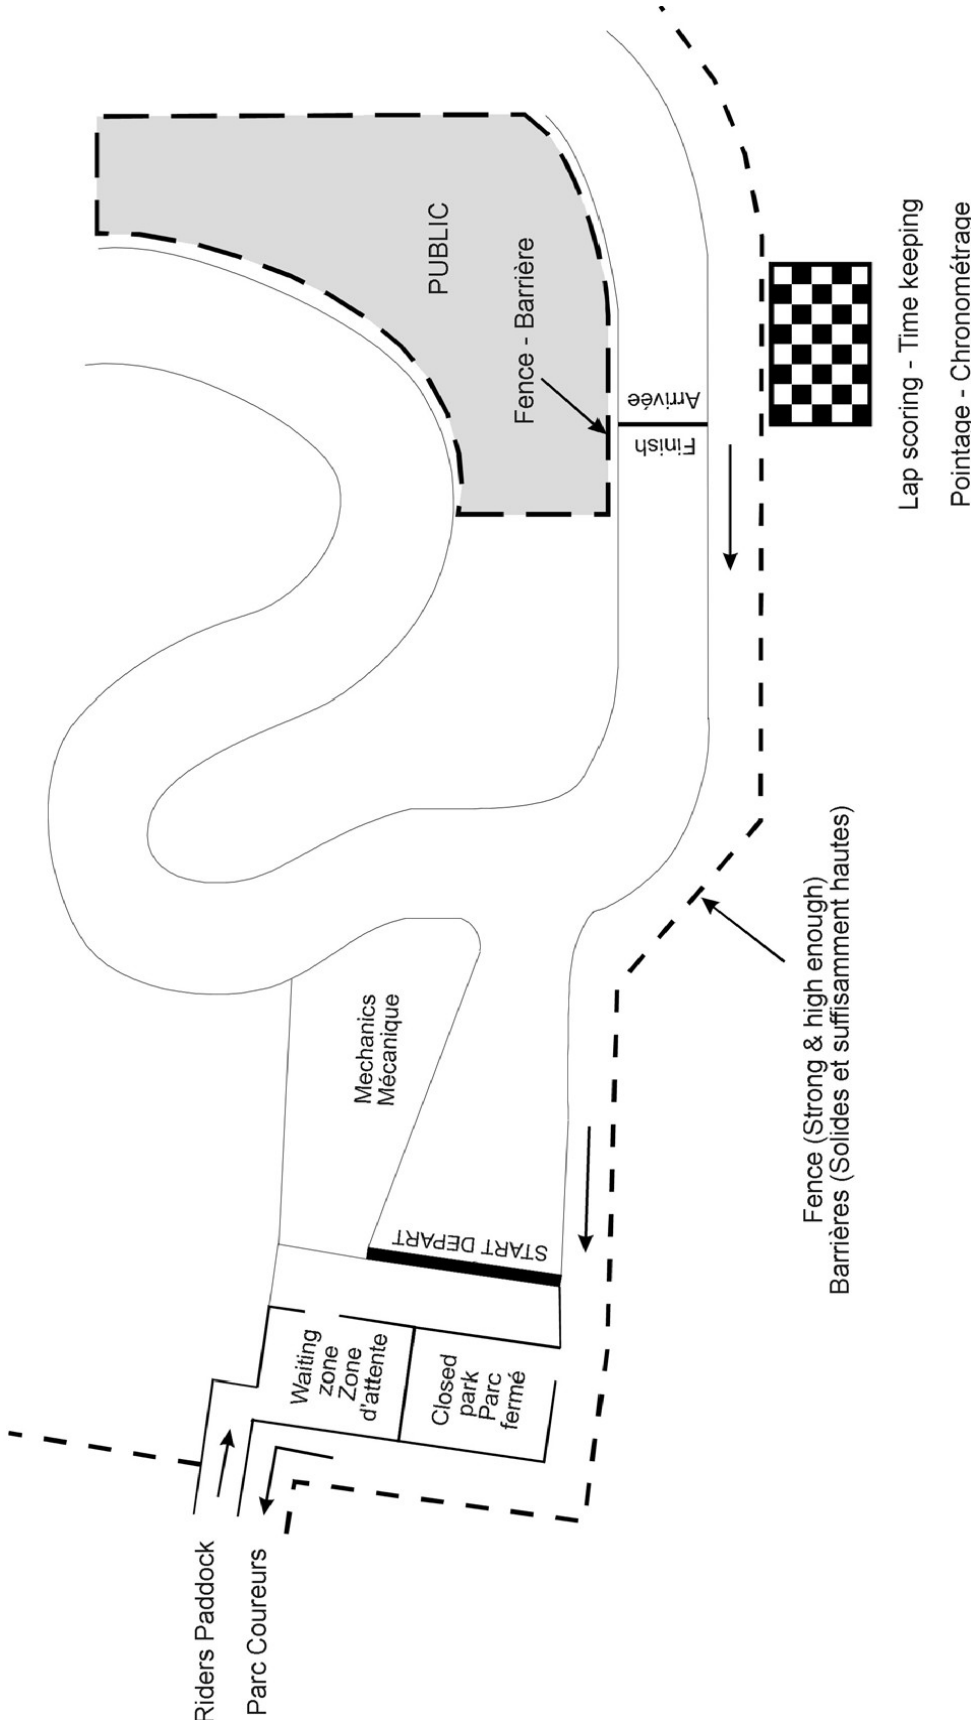 PUBLIC
Fence - Barrière
Arrivée
Finish
Lap scoring - Time keeping
Pointage - Chronométrage
Fence (Strong & high enough)
Barrières (Solides et suffisamment hautes)
Mechanics
Mécanique
START DEPART
Waiting
zone
Zone
d'attente
Closed
park
Parc
fermé
Riders Paddock
Parc Coureurs